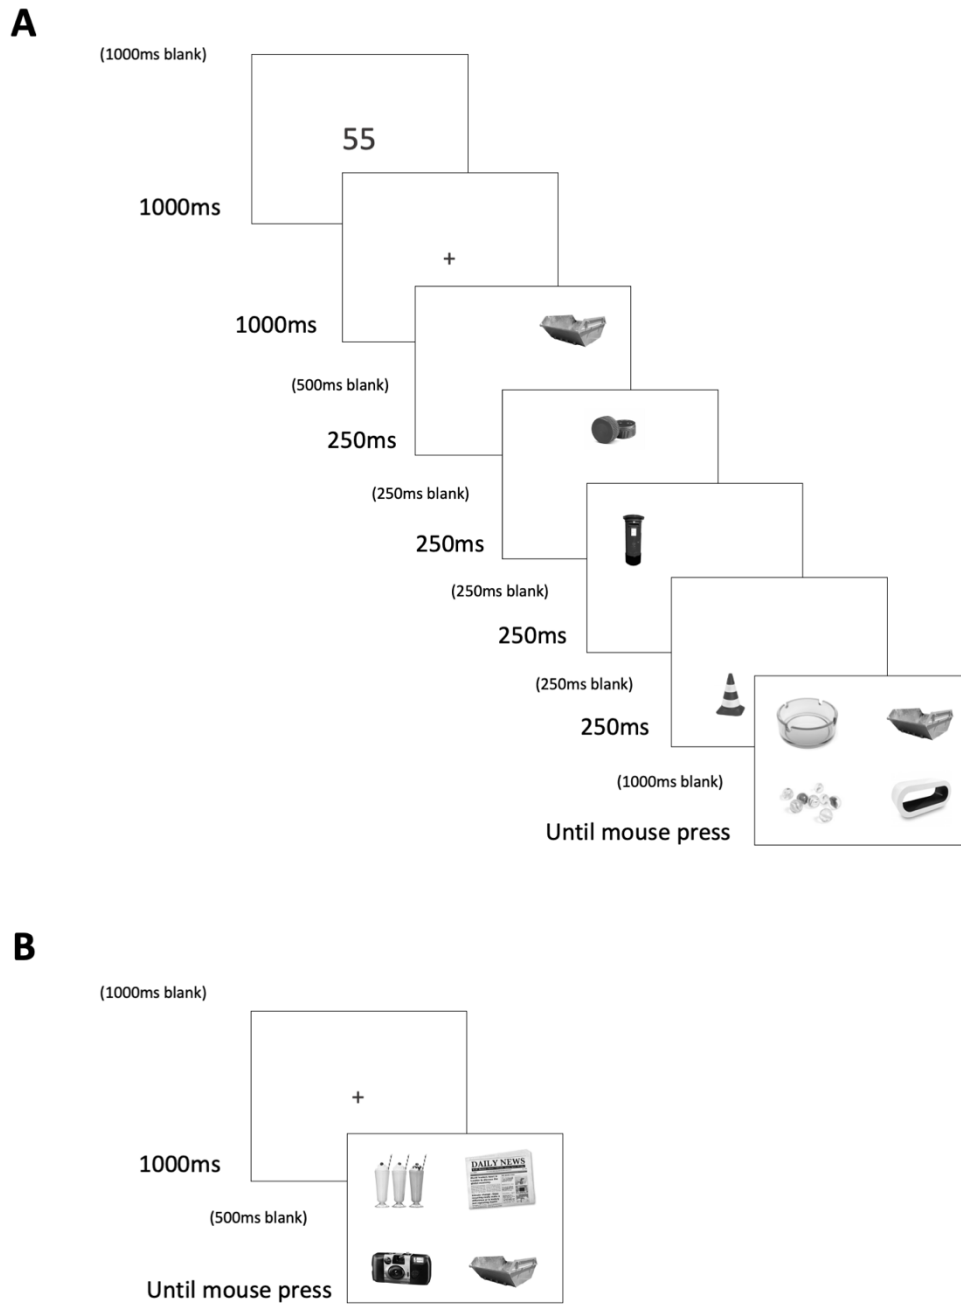 A
(1000ms blank)
55
1000ms
+
1000ms
(500ms blank)
250ms
(250ms blank)
250ms
(250ms blank)
250ms
(250ms blank)
250ms
(1000ms blank)
Until mouse press
B
(1000ms blank)
+
1000ms
DAILY NEWS
(500ms blank)
Until mouse press